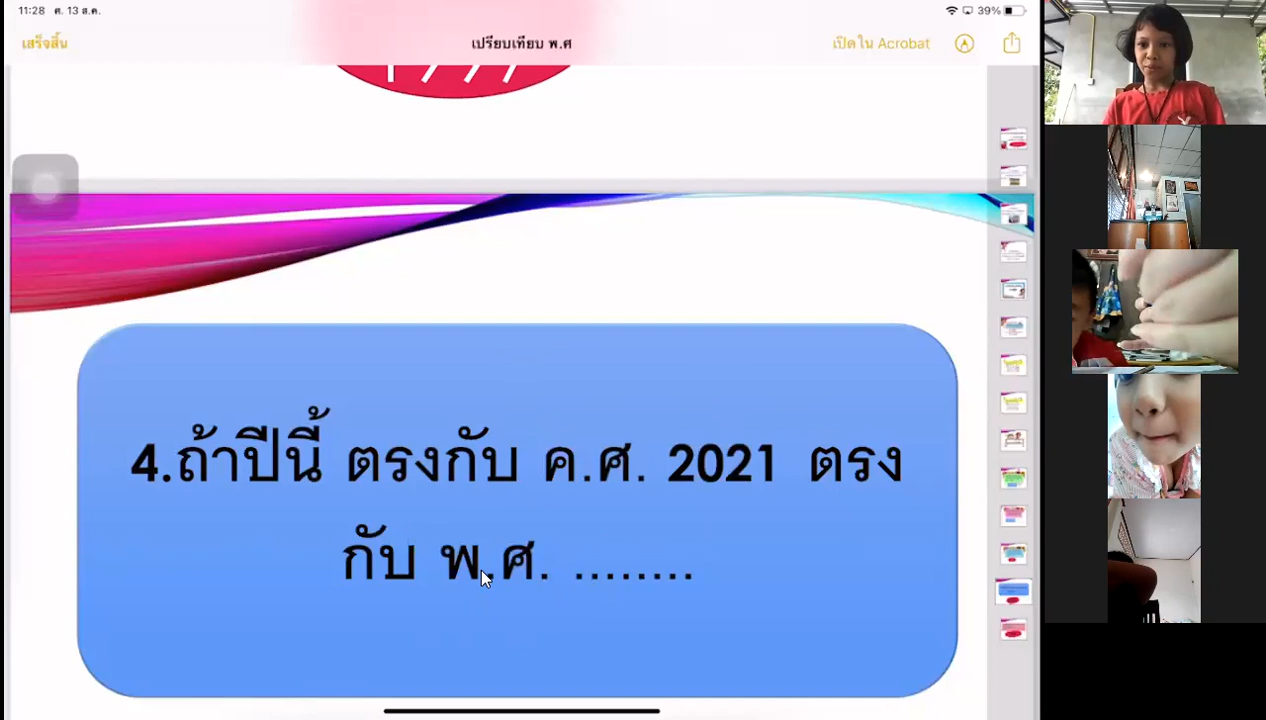 11:28 ศ. 13 ส.ค.
39%
เสร็จสิ้น
เปรียบเทียบ พ.ศ
เปิดใน Acrobat
4.ถ้าปีนี้ ตรงกับ ค.ศ. 2021 ตรง
กับ พ.ศ. ........